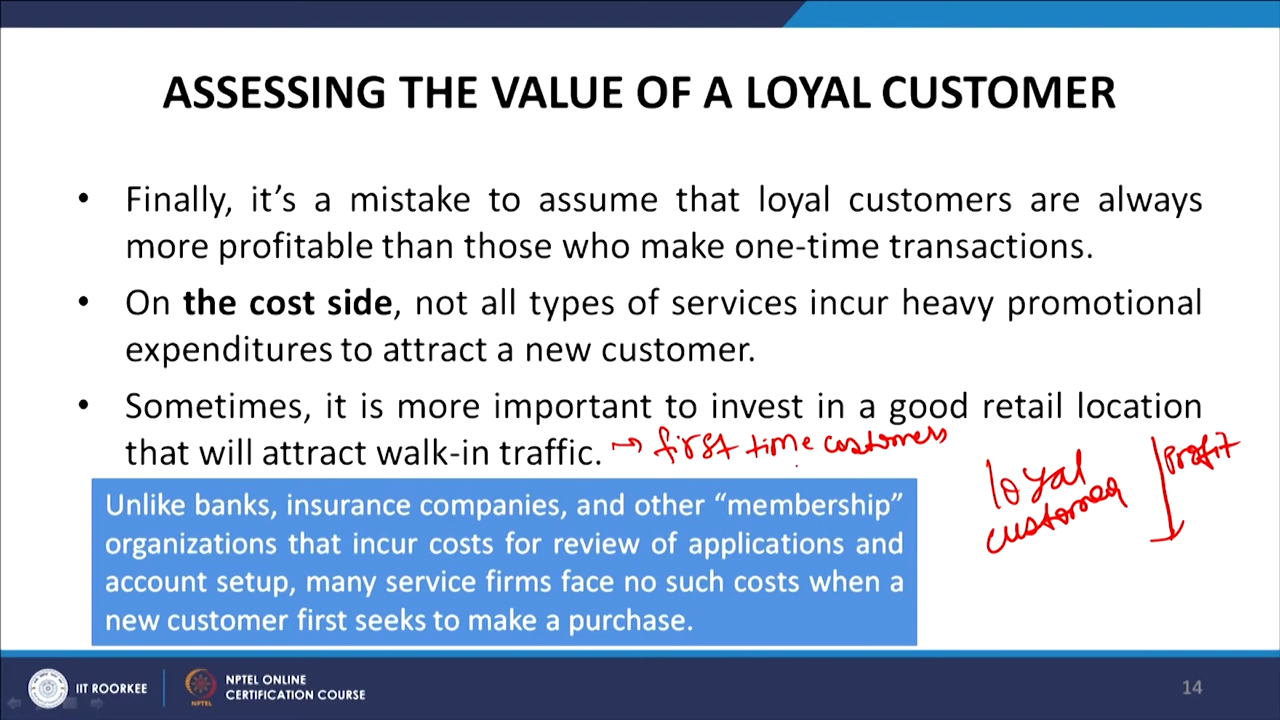 ASSESSING THE VALUE OF A LOYAL CUSTOMER
• Finally, it’s a mistake to assume that loyal customers are always
more profitable than those who make one-time transactions.
• On the cost side, not all types of services incur heavy promotional
expenditures to attract a new customer.
• Sometimes, it is more important to invest in a good retail location
that will attract walk-in traffic. → first time customers
loyal
customer
Profit
Unlike banks, insurance companies, and other “membership”
organizations that incur costs for review of applications and
account setup, many service firms face no such costs when a
new customer first seeks to make a purchase.
IIT ROORKEE
NPTEL
NPTEL ONLINE
CERTIFICATION COURSE
14